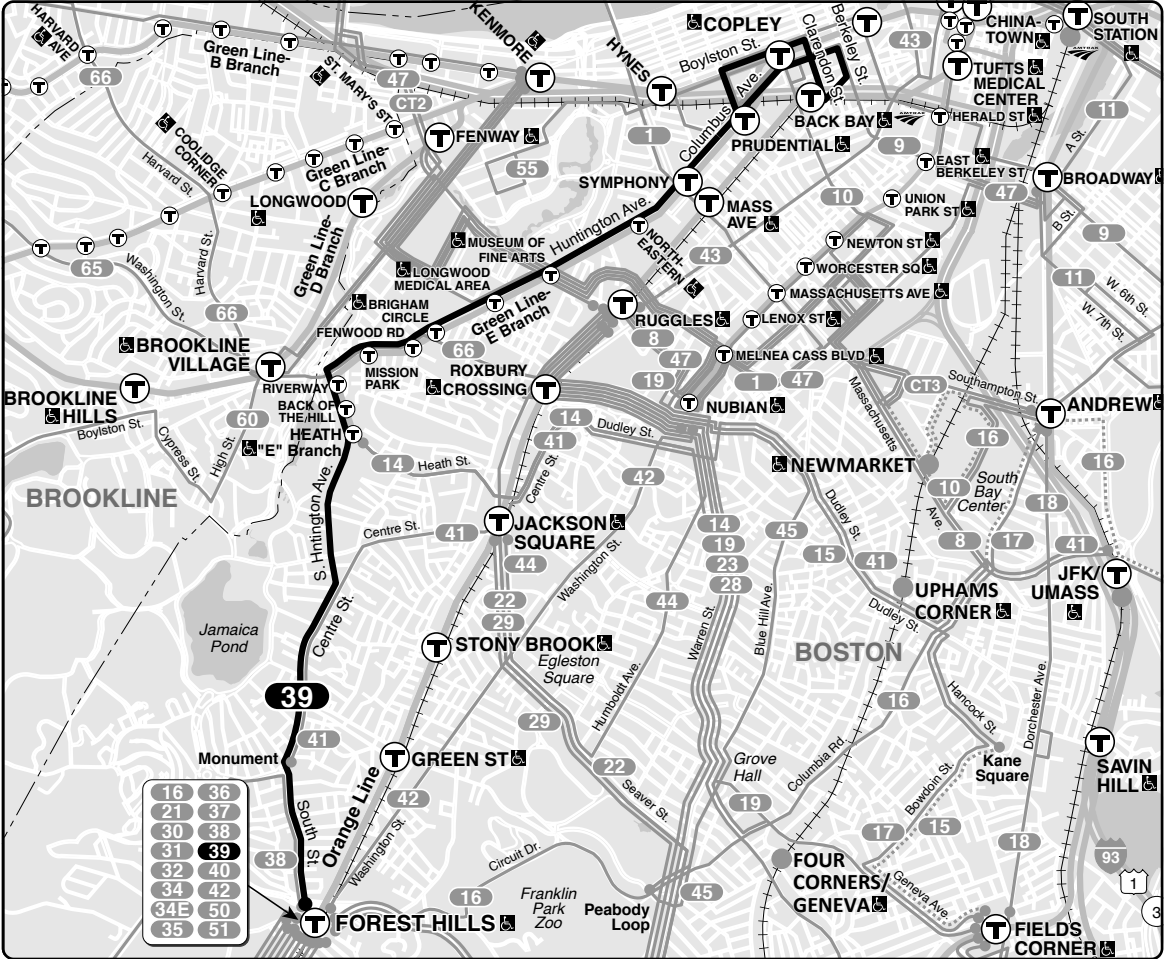 HARVARD
AVE
66
Green Line-
B Branch
47
CT2
ST. MARY'S ST
KENMORE
HYNES
COPLEY
Boylston St.
Clarendon St.
Berkeley St.
43
CHINA-
TOWN
SOUTH
STATION
AMTRAK
TUFTS
MEDICAL
CENTER
11
A St.
COOLIDGE
CORNER
Harvard St.
Green Line-
C Branch
FENWAY
55
1
Columbus Ave.
PRUDENTIAL
BACK BAY
AMTRAK
HERALD ST
9
EAST
BERKELEY ST
47
BROADWAY
LONGWOOD
SYMPHONY
MASS
AVE
10
UNION
PARK ST
B St.
9
65
Washington St.
Harvard St.
66
Green Line-
D Branch
MUSEUM OF
FINE ARTS
Huntington Ave.
NORTH-
EASTERN
43
NEWTON ST
WORCESTER SQ
MASSACHUSETTS AVE
LENOX ST
11
W. 6th St.
W. 7th St.
LONGWOOD
MEDICAL AREA
BRIGHAM
CIRCLE
FENWOOD RD
Green Line-
E Branch
RUGGLES
8
47
19
MELNEA CASS BLVD
1
47
BROOKLINE
VILLAGE
MISSION
PARK
66
ROXBURY
CROSSING
NUBIAN
Massachusetts
Ave.
CT3
Southampton St.
ANDREW
BROOKLINE
HILLS
Boylston St.
60
Cypress St.
High St.
RIVERWAY
BACK OF
THE HILL
HEATH
"E" Branch
14
Heath St.
14
41
Dudley St.
Centre St.
42
NEWMARKET
16
10
South
Bay
Center
16
18
BROOKLINE
S. Hntington Ave.
Centre St.
41
JACKSON
SQUARE
44
14
19
23
28
45
Dudley St.
15
41
8
17
41
JFK/
UMASS
Jamaica
Pond
Centre St.
22
29
Washington St.
44
Warren St.
Blue Hill Ave.
UPHAMS
CORNER
Dudley St.
STONY BROOK
Egleston
Square
Humboldt Ave.
BOSTON
39
41
Monument
29
16
Hancock St.
Dorchester Ave.
GREEN ST
22
Seaver St.
Grove
Hall
Columbia Rd.
Kane
Square
SAVIN
HILL
16 36
21 37
30 38
31 39
32 40
34 42
34E 50
35 51
38
South St.
Orange Line
42
Washington St.
19
Bowdoin St.
17
15
18
93
1
3
Circuit Dr.
16
Franklin
Park
Zoo
Peabody
Loop
45
FOUR
CORNERS/
GENEVA
Geneva Ave.
FOREST HILLS
FIELDS
CORNER